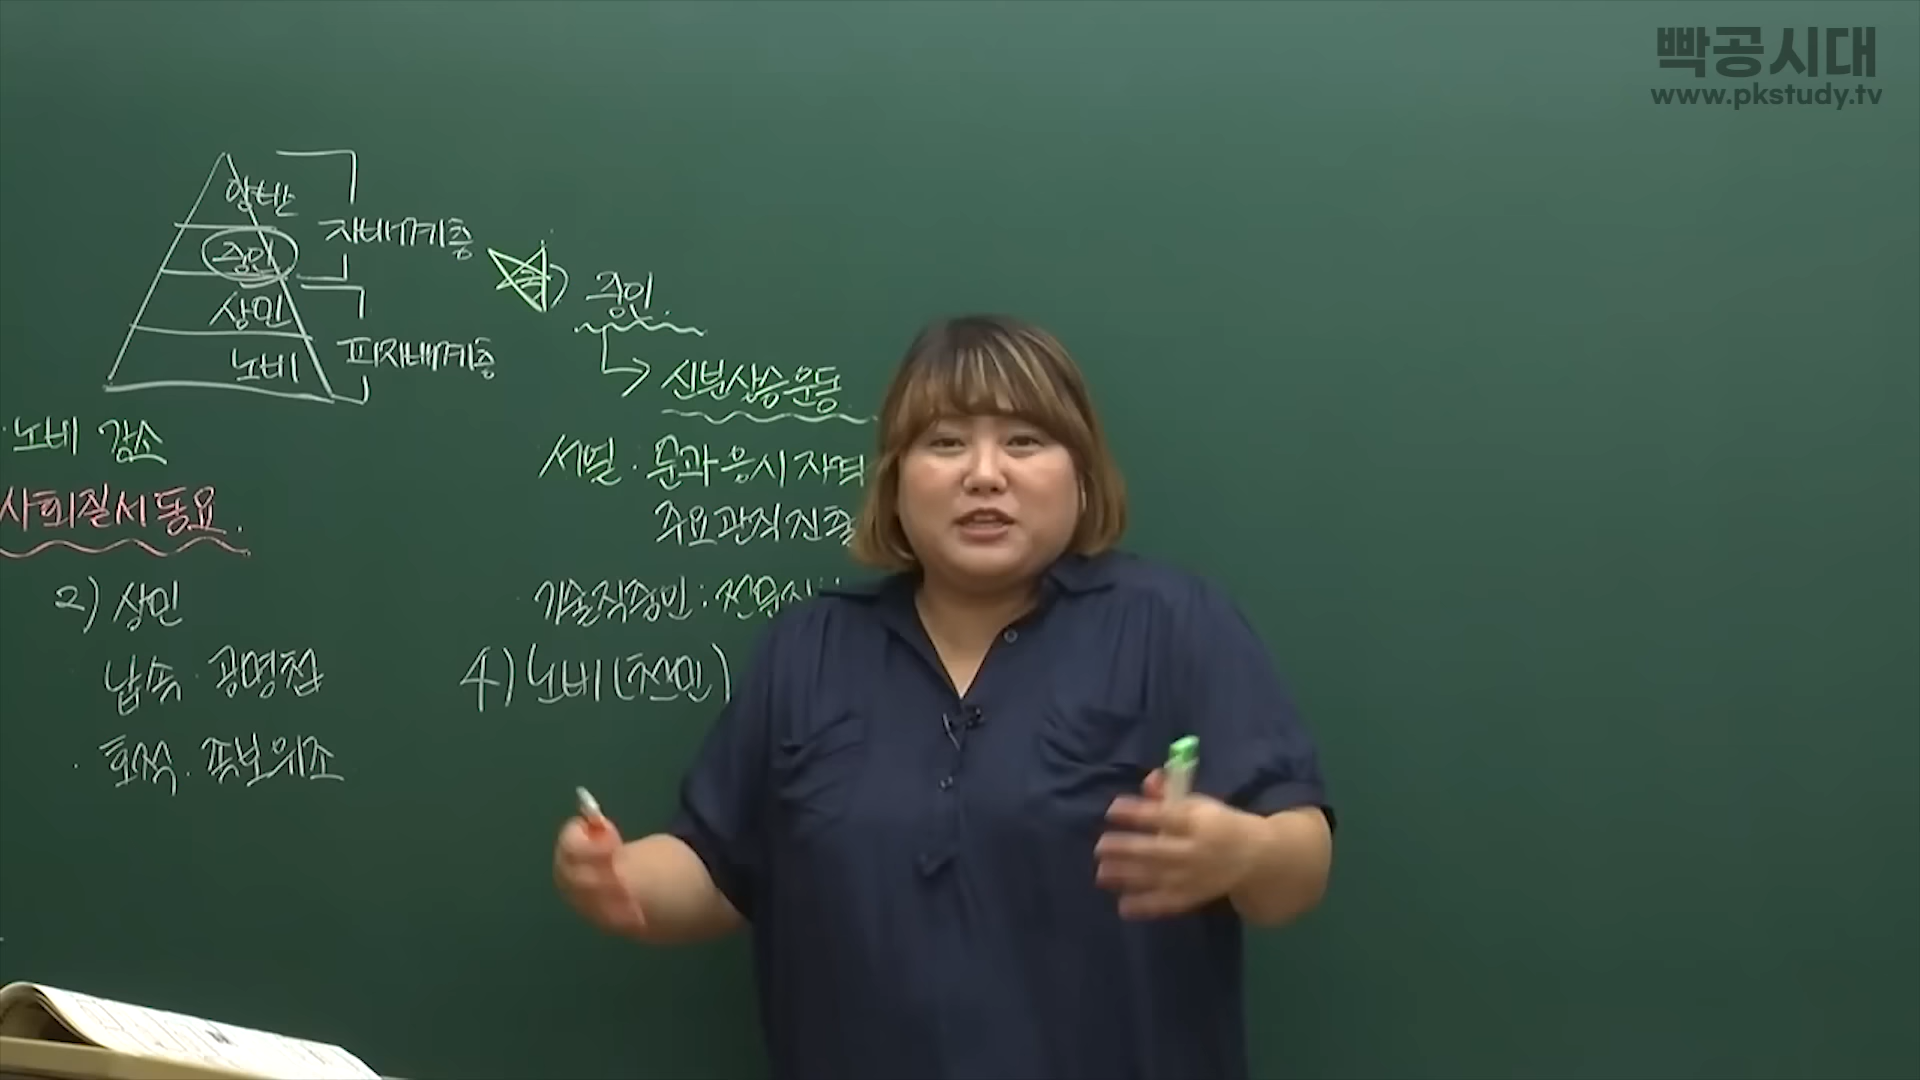 빡공시대
www.pkstudy.tv
양반
중인
상민
노비
지배계층
피지배계층
노비 감소
사회질서 동요.
2) 상민
납속·공명첩
· 호적·족보위조
중인.
신분상승운동
서얼·문과 응시 자격
주요관직 진출
기술직중인:
4) 노비(천민)